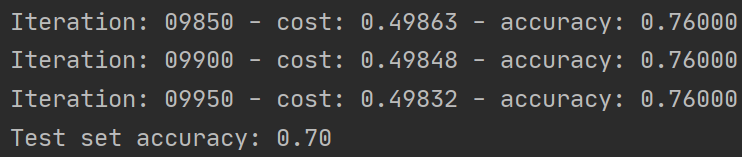 Iteration: 09850 - cost: 0.49863 - accuracy: 0.76000
Iteration: 09900 - cost: 0.49848 - accuracy: 0.76000
Iteration: 09950 - cost: 0.49832 - accuracy: 0.76000
Test set accuracy: 0.70